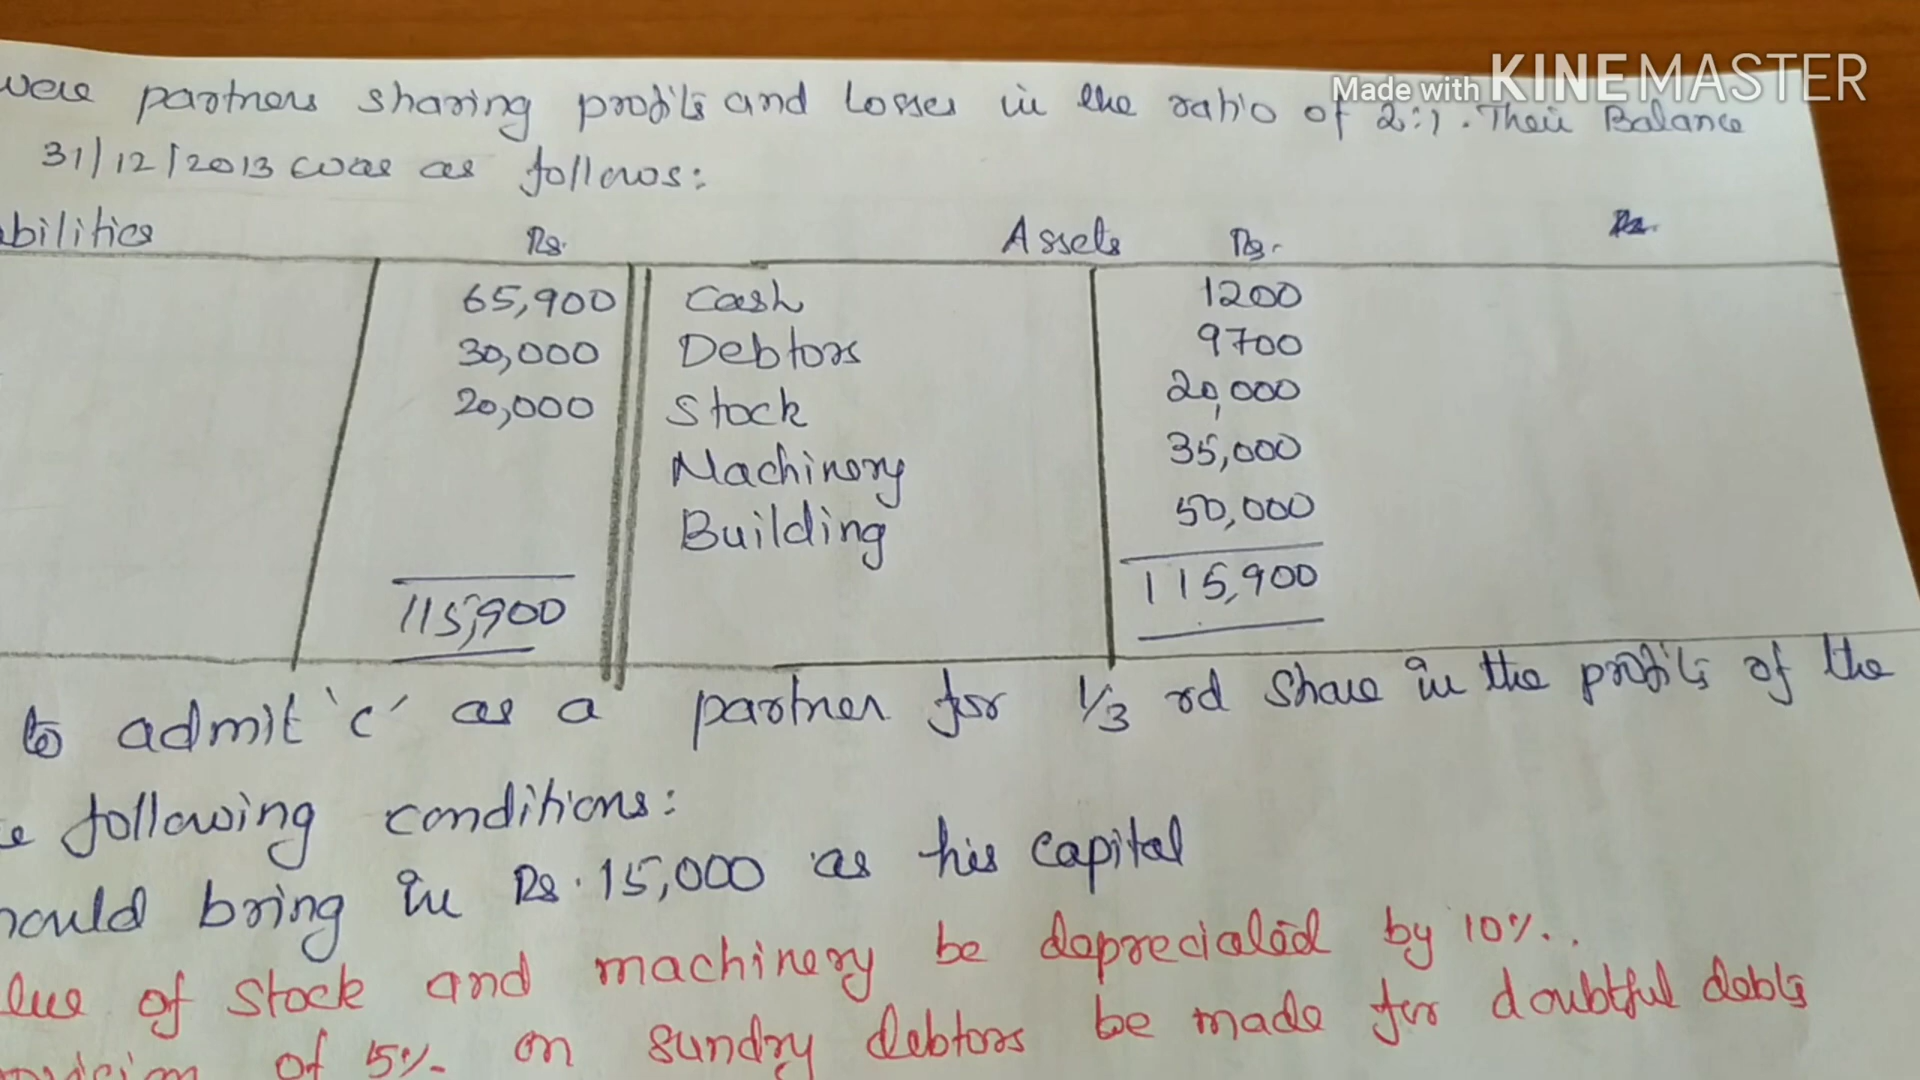 Made with KINEMASTER
were partners sharing profits and Losses in the ratio of 2:1. Their Balance
31/12/2013 was as follows:
abilities Rs. Assets Rs. Rs.
65,900 Cash 1200
30,000 Debtors 9700
20,000 Stock 20,000
Machinery 35,000
Building 50,000
115,900 115,900
to admit 'c' as a partner for 1/3 rd Share in the profits of the
e following conditions:
hould bring in Rs. 15,000 as his capital
lue of Stock and machinery be depreciated by 10%.
ovision of 5% on sundry debtors be made for doubtful debts